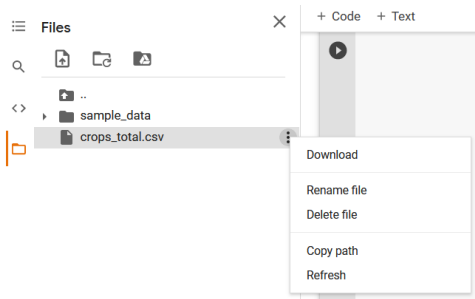 Files
+ Code + Text
..
sample_data
crops_total.csv
Download
Rename file
Delete file
Copy path
Refresh